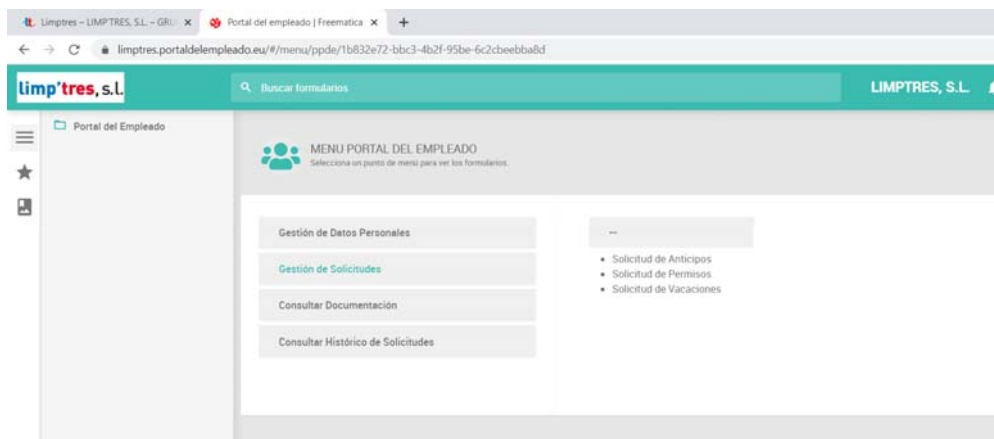 Limptres – LIMP'TRES, S.L. – GRU
Portal del empleado | Freematica
limptres.portaldelempleado.eu/#/menu/ppde/1b832e72-bbc3-4b2f-95be-6c2cbeebba8d
limp'tres, s.l.
Buscar formularios
LIMPTRES, S.L.
Portal del Empleado
MENU PORTAL DEL EMPLEADO
Selecciona un punto de menú para ver los formularios.
Gestión de Datos Personales
Gestión de Solicitudes
Consultar Documentación
Consultar Histórico de Solicitudes
--
• Solicitud de Anticipos
• Solicitud de Permisos
• Solicitud de Vacaciones